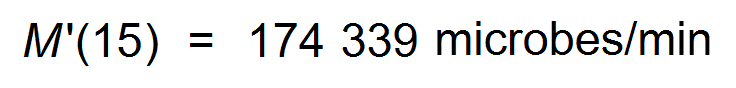 M'(15) = 174 339 microbes/min